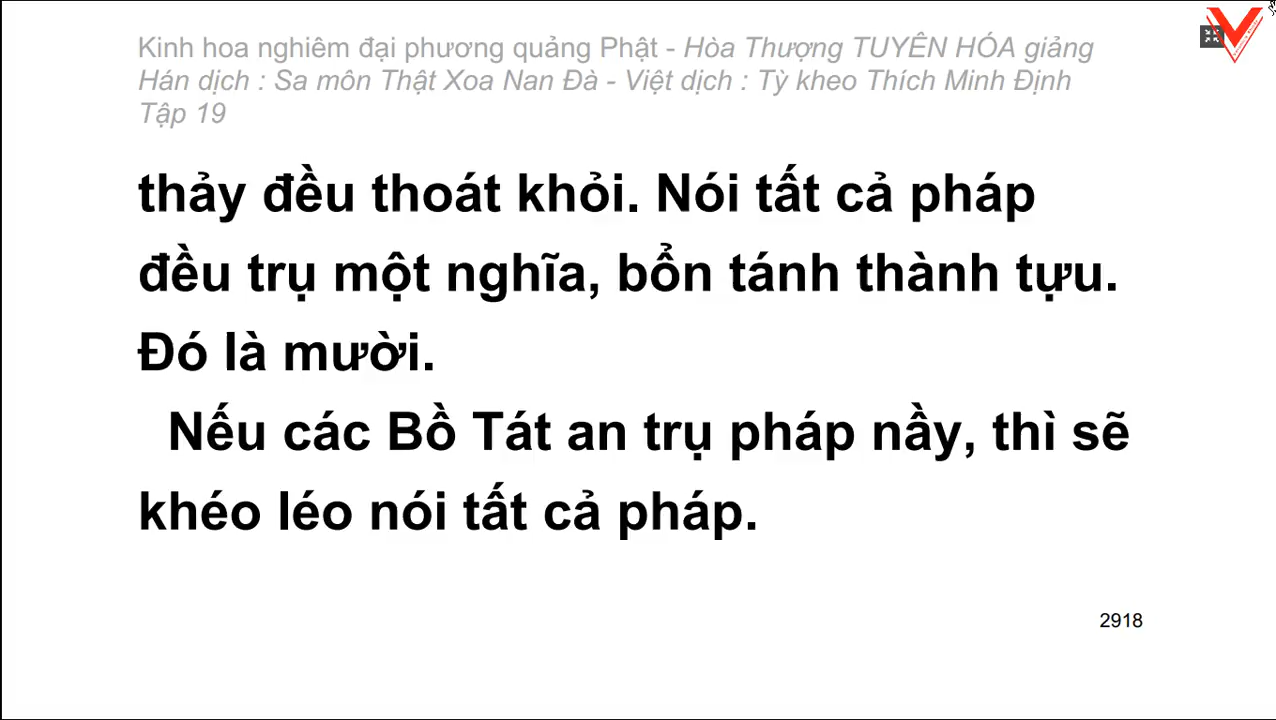 Kinh hoa nghiêm đại phương quảng Phật - Hòa Thượng TUYÊN HÓA giảng
Hán dịch : Sa môn Thật Xoa Nan Đà - Việt dịch : Tỳ kheo Thích Minh Định
Tập 19
thảy đều thoát khỏi. Nói tất cả pháp
đều trụ một nghĩa, bổn tánh thành tựu.
Đó là mười.
Nếu các Bồ Tát an trụ pháp nầy, thì sẽ
khéo léo nói tất cả pháp.
2918